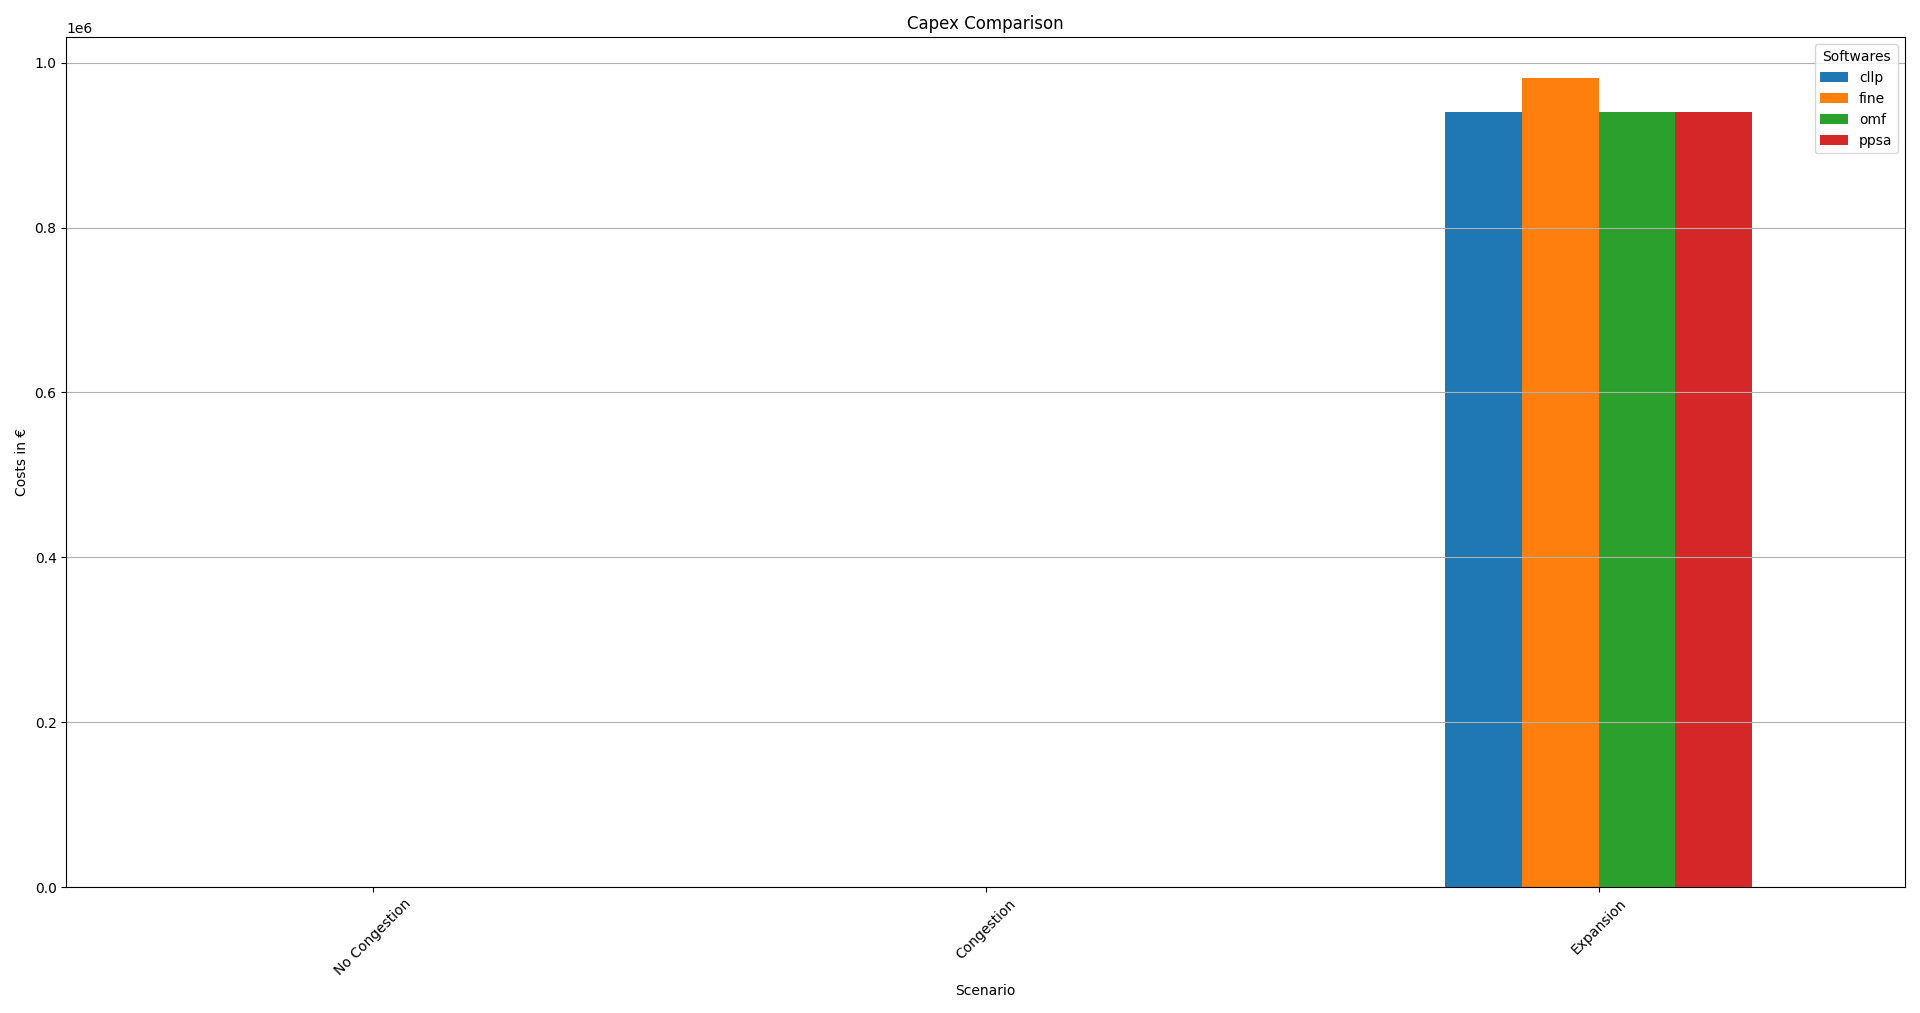 Capex Comparison
1e6
1.0
0.8
0.6
0.4
0.2
0.0
Costs in €
Softwares
cllp
fine
omf
ppsa
No Congestion
Congestion
Expansion
Scenario